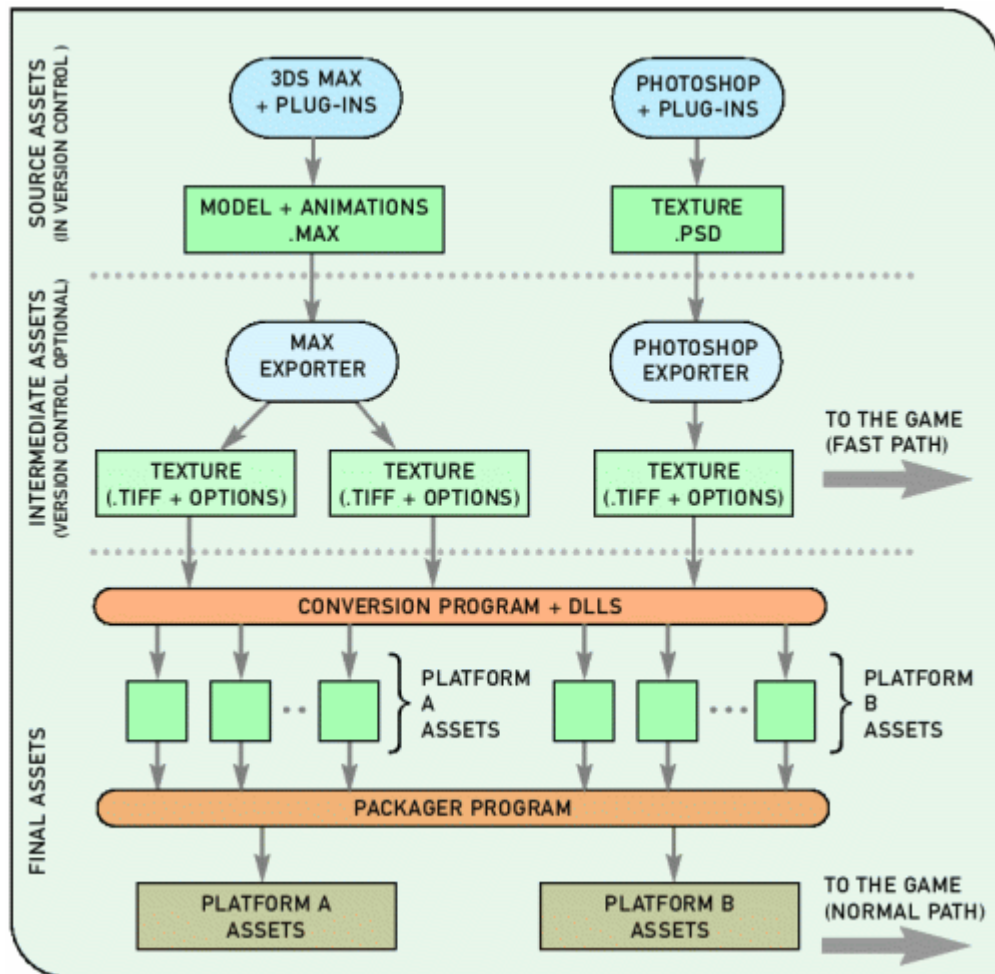 SOURCE ASSETS
(IN VERSION CONTROL)
3DS MAX
+ PLUG-INS
PHOTOSHOP
+ PLUG-INS
MODEL + ANIMATIONS
.MAX
TEXTURE
.PSD
INTERMEDIATE ASSETS
(VERSION CONTROL OPTIONAL)
MAX
EXPORTER
PHOTOSHOP
EXPORTER
TEXTURE
(.TIFF + OPTIONS)
TEXTURE
(.TIFF + OPTIONS)
TEXTURE
(.TIFF + OPTIONS)
TO THE GAME
(FAST PATH)
FINAL ASSETS
CONVERSION PROGRAM + DLLS
PLATFORM
A
ASSETS
PLATFORM
B
ASSETS
PACKAGER PROGRAM
PLATFORM A
ASSETS
PLATFORM B
ASSETS
TO THE GAME
(NORMAL PATH)